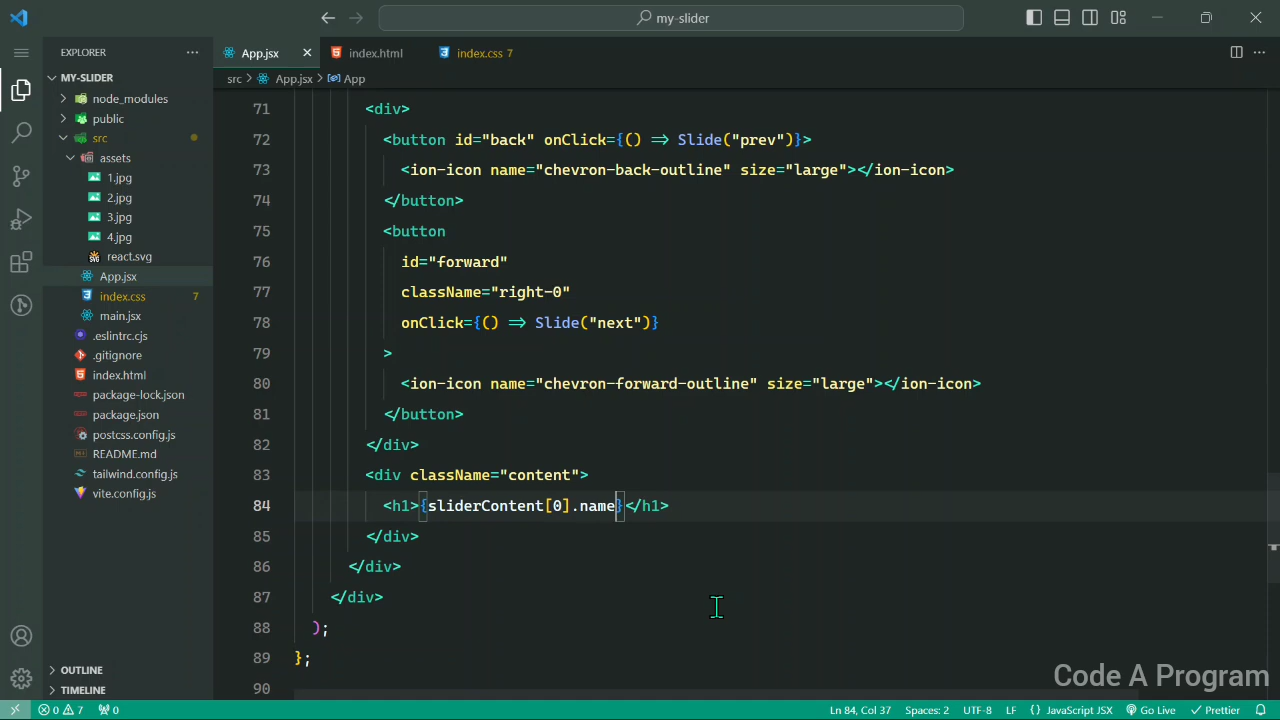 my-slider
EXPLORER
App.jsx
index.html
index.css 7
MY-SLIDER
src > App.jsx > App
node_modules
public
src
assets
1.jpg
2.jpg
3.jpg
4.jpg
react.svg
App.jsx
index.css 7
main.jsx
.eslintrc.cjs
.gitignore
index.html
package-lock.json
package.json
postcss.config.js
README.md
tailwind.config.js
vite.config.js
OUTLINE
TIMELINE
71 <div>
72 <button id="back" onClick={() => Slide("prev")}>
73 <ion-icon name="chevron-back-outline" size="large"></ion-icon>
74 </button>
75 <button
76 id="forward"
77 className="right-0"
78 onClick={() => Slide("next")}
79 >
80 <ion-icon name="chevron-forward-outline" size="large"></ion-icon>
81 </button>
82 </div>
83 <div className="content">
84 <h1>{sliderContent[0].name}</h1>
85 </div>
86 </div>
87 </div>
88 );
89 };
90
Code A Program
0 7 0
Ln 84, Col 37 Spaces: 2 UTF-8 LF {} JavaScript JSX Go Live Prettier